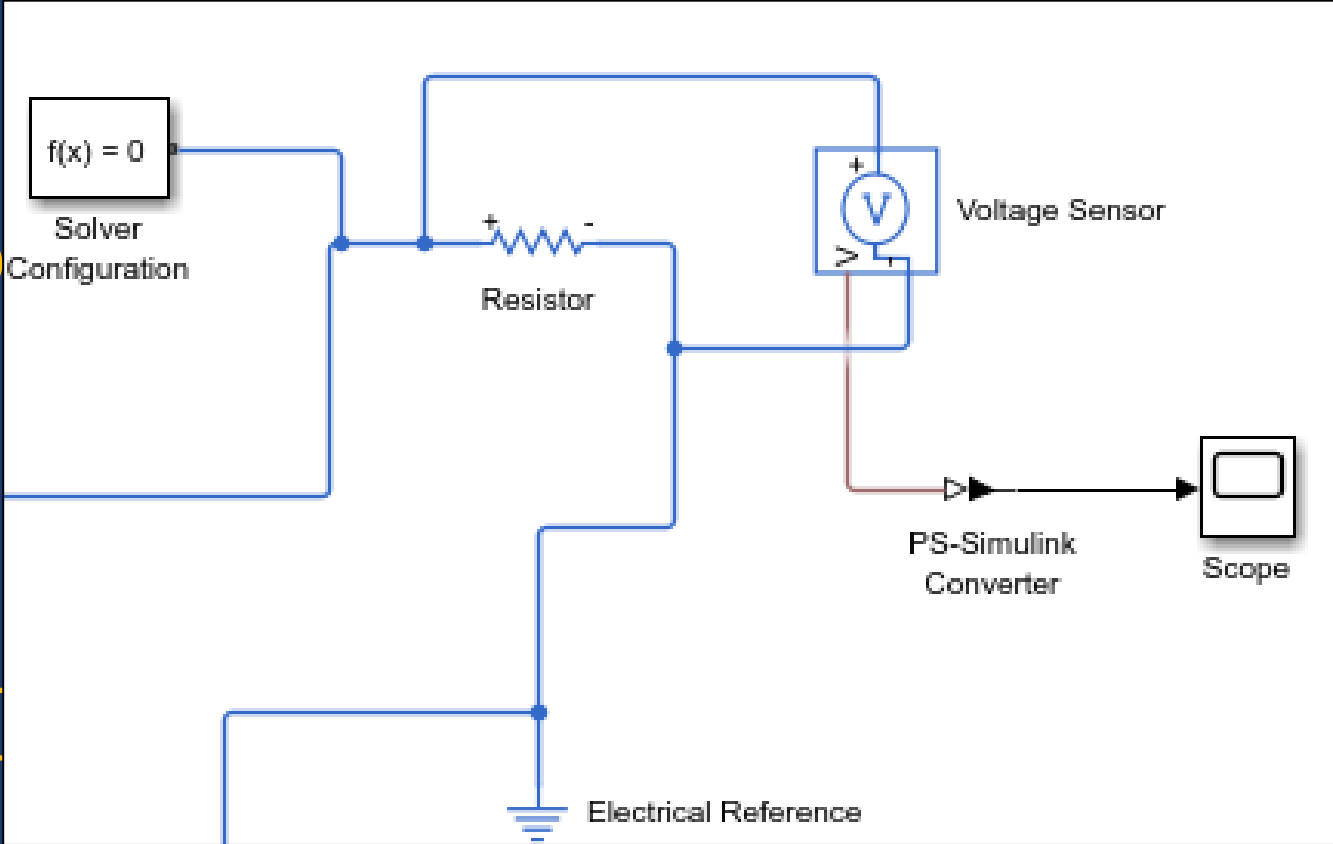 f(x) = 0
Solver
Configuration
+
-
Resistor
+
V
V
-
Voltage Sensor
PS-Simulink
Converter
Scope
Electrical Reference